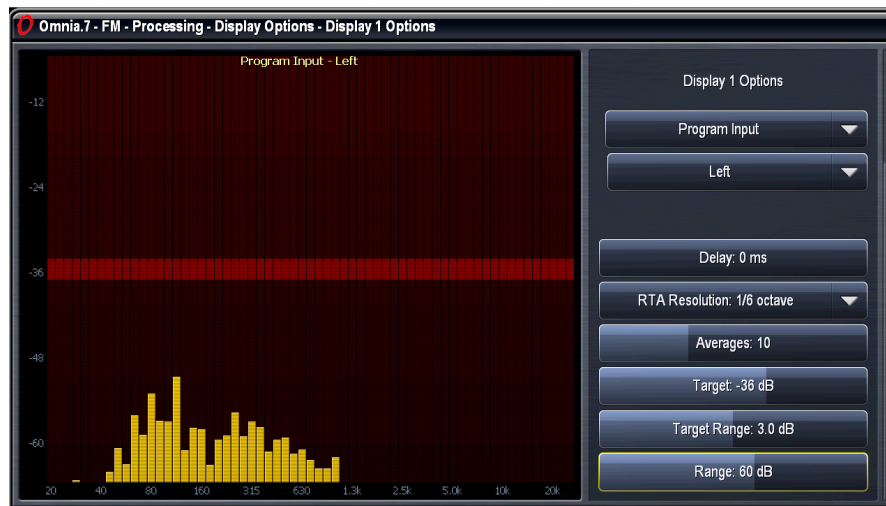 Omnia.7 - FM - Processing - Display Options - Display 1 Options
Program Input - Left
-12
-24
-36
-48
-60
20 40 80 160 315 630 1.3k 2.5k 5.0k 10k 20k
Display 1 Options
Program Input
Left
Delay: 0 ms
RTA Resolution: 1/6 octave
Averages: 10
Target: -36 dB
Target Range: 3.0 dB
Range: 60 dB